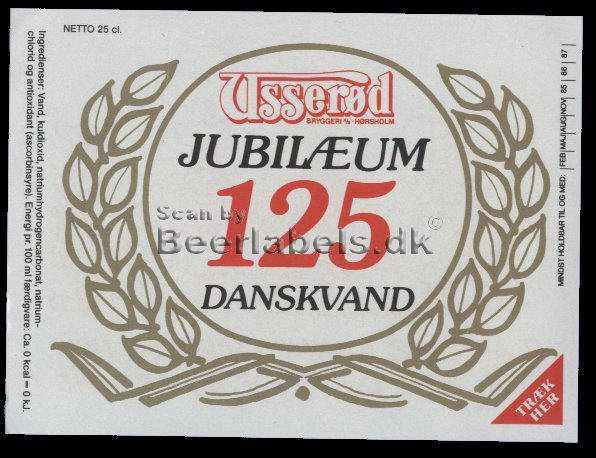 NETTO 25 cl.
Ingredienser: Vand, kuldioxid, natriumhydrogencarbonat, natrium-
chlorid og antioxidant (ascorbinsyre). Energi pr. 100 ml færdigvare: Ca. 0 kcal = 0 kJ.
Usserød
BRYGGERI A/S · HØRSHOLM
JUBILÆUM
125
DANSKVAND
Scan by
Beerlabels.dk
©
MINDST HOLDBAR TIL OG MED: FEB MAJ AUG NOV 85 86 87
TRÆK
HER